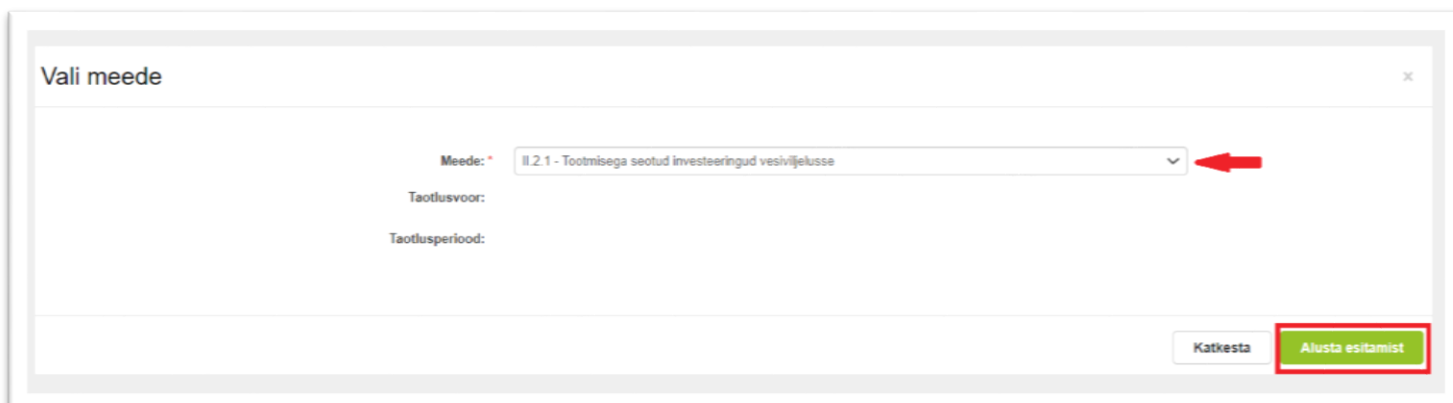 Vali meede
×
Meede: * II.2.1 - Tootmisega seotud investeeringud vesiviljelusse
Taotlusvoor:
Taotlusperiood:
Katkesta Alusta esitamist